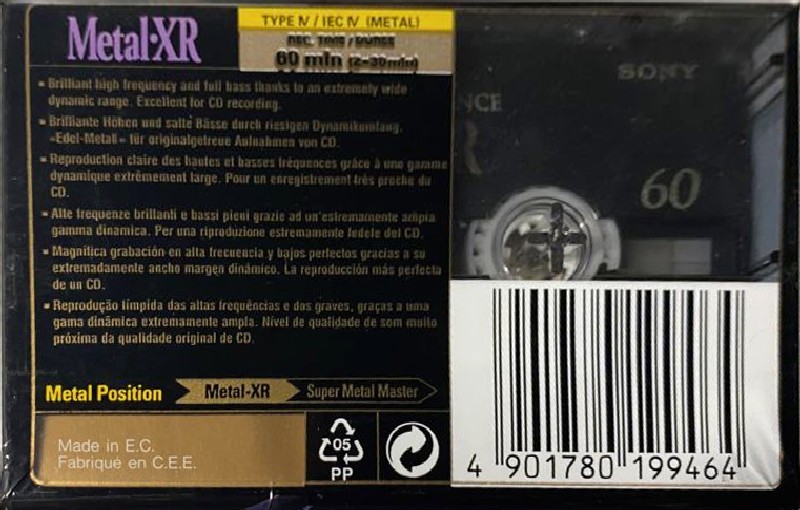 Metal·XR
TYPE IV / IEC IV (METAL)
REC. TIME / DUREE
60 min (2×30min)
▪ Brilliant high frequency and full bass thanks to an extremely wide
dynamic range. Excellent for CD recording.
▪ Brillante Höhen und satte Bässe durch riesigen Dynamikumfang.
»Edel-Metall« für originalgetreue Aufnahmen von CD.
▪ Reproduction claire des hautes et basses fréquences grâce à une gamme
dynamique extrêmement large. Pour un enregistrement très proche du
CD.
▪ Alte frequenze brillanti e bassi pieni grazie ad un'estremamente ampia
gamma dinamica. Per una riproduzione estremamente fedele del CD.
▪ Magnífica grabación en alta frecuencia y bajos perfectos gracias a su
extremadamente ancho margen dinámico. La reproducción más perfecta
de un CD.
▪ Reprodução límpida das altas frequências e dos graves, graças a uma
gama dinâmica extremamente ampla. Nível de qualidade de som muito
próxima da qualidade original de CD.
Metal Position Metal-XR Super Metal Master
Made in E.C.
Fabriqué en C.E.E.
05
PP
SONY
NCE
R
60
4 901780 199464